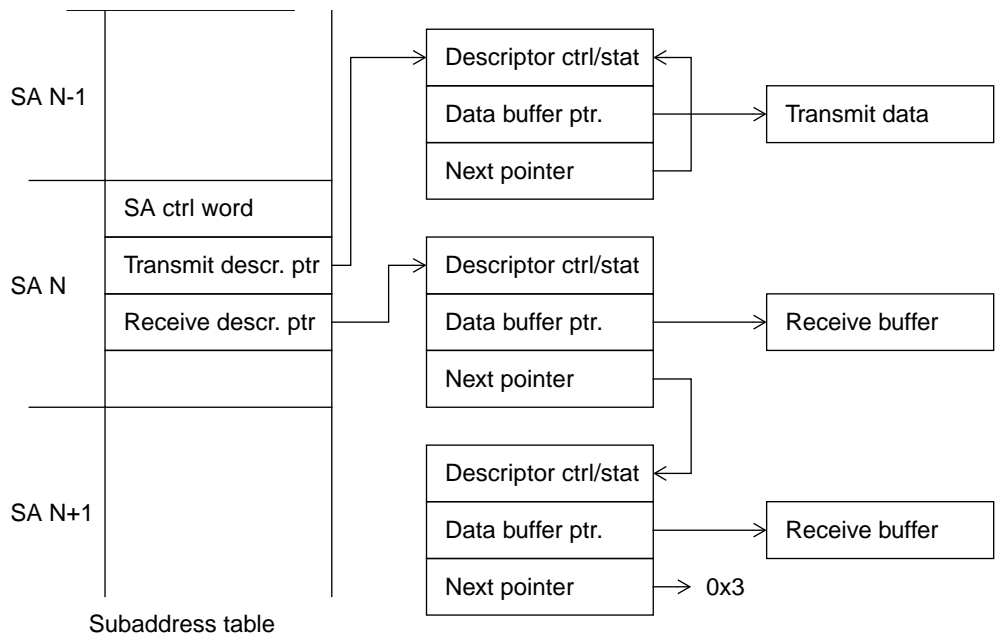 SA N-1
SA N
SA N+1
SA ctrl word
Transmit descr. ptr
Receive descr. ptr
Subaddress table
Descriptor ctrl/stat
Data buffer ptr.
Next pointer
Transmit data
Descriptor ctrl/stat
Data buffer ptr.
Next pointer
Receive buffer
Descriptor ctrl/stat
Data buffer ptr.
Next pointer
Receive buffer
0x3